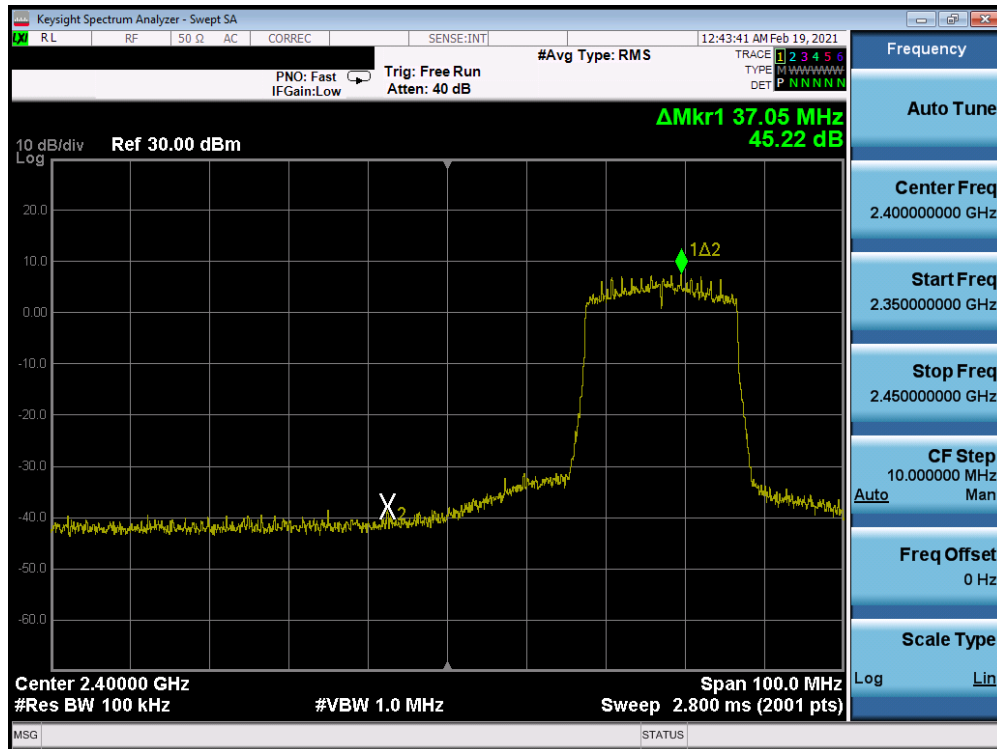 Keysight Spectrum Analyzer - Swept SA
LXI RL RF 50 Ω AC CORREC SENSE:INT 12:43:41 AM Feb 19, 2021
Frequency
#Avg Type: RMS
TRACE 1 2 3 4 5 6
PNO: Fast Trig: Free Run
TYPE M W W W W W
IFGain:Low Atten: 40 dB
DET P N N N N N
ΔMkr1 37.05 MHz
45.22 dB
10 dB/div Ref 30.00 dBm
Log
20.0
10.0
0.00
-10.0
-20.0
-30.0
-40.0
-50.0
-60.0
1Δ2
X2
Center 2.40000 GHz Span 100.0 MHz
#Res BW 100 kHz #VBW 1.0 MHz Sweep 2.800 ms (2001 pts)
MSG STATUS
Auto Tune
Center Freq
2.400000000 GHz
Start Freq
2.350000000 GHz
Stop Freq
2.450000000 GHz
CF Step
10.000000 MHz
Auto Man
Freq Offset
0 Hz
Scale Type
Log Lin